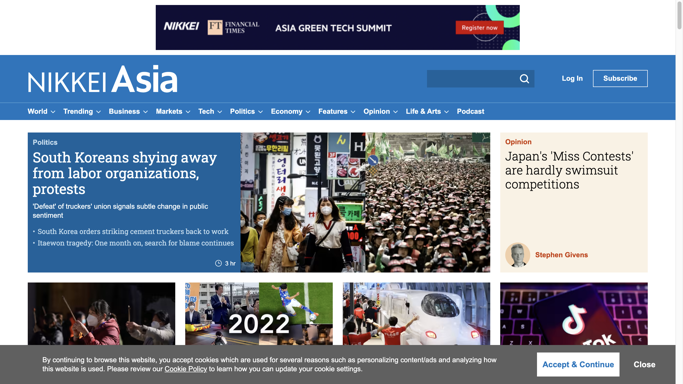 NIKKEI
FT FINANCIAL TIMES
ASIA GREEN TECH SUMMIT
Register now
NIKKEI Asia
Log In
Subscribe
World Trending Business Markets Tech Politics Economy Features Opinion Life & Arts Podcast
Politics
South Koreans shying away
from labor organizations,
protests
'Defeat' of truckers' union signals subtle change in public
sentiment
· South Korea orders striking cement truckers back to work
· Itaewon tragedy: One month on, search for blame continues
3 hr
Opinion
Japan's 'Miss Contests'
are hardly swimsuit
competitions
Stephen Givens
2022
By continuing to browse this website, you accept cookies which are used for several reasons such as personalizing content/ads and analyzing how
this website is used. Please review our Cookie Policy to learn how you can update your cookie settings.
Accept & Continue
Close